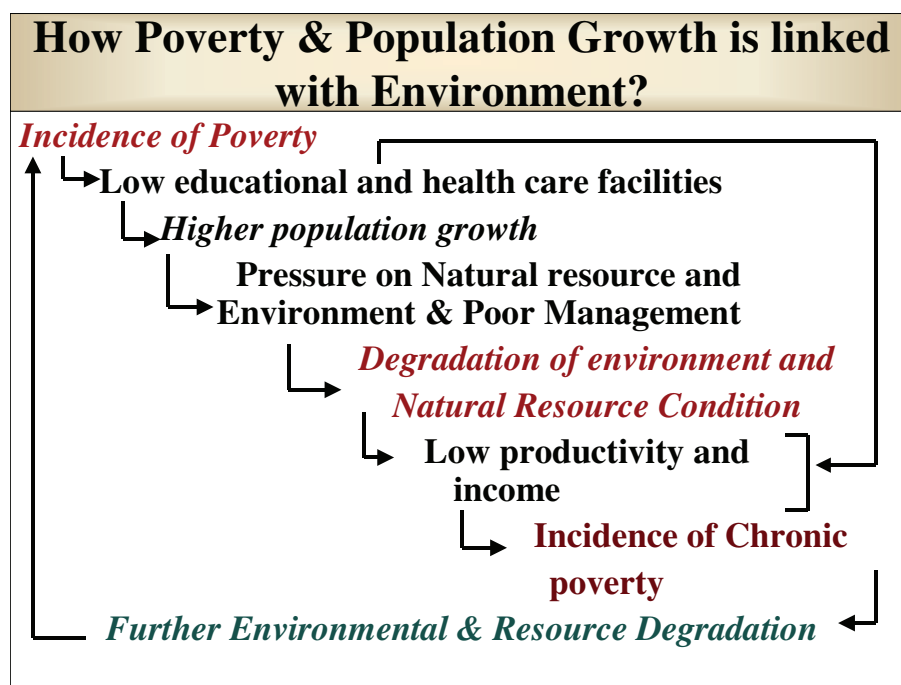 How Poverty & Population Growth is linked
with Environment?
Incidence of Poverty
Low educational and health care facilities
Higher population growth
Pressure on Natural resource and
Environment & Poor Management
Degradation of environment and
Natural Resource Condition
Low productivity and
income
Incidence of Chronic
poverty
Further Environmental & Resource Degradation